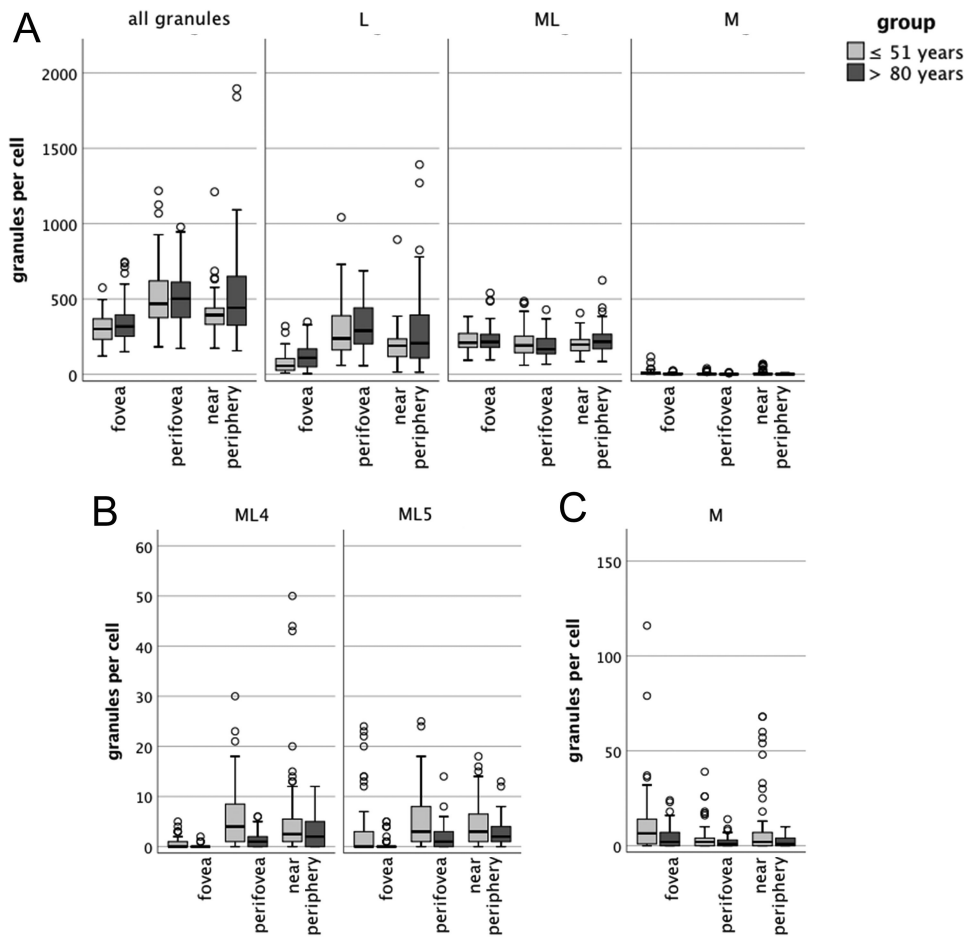 A
all granules L ML M
group
≤ 51 years
> 80 years
granules per cell
2000
1500
1000
500
0
fovea
perifovea
near
periphery
fovea
perifovea
near
periphery
fovea
perifovea
near
periphery
fovea
perifovea
near
periphery
B
ML4 ML5
granules per cell
60
50
40
30
20
10
0
fovea
perifovea
near
periphery
fovea
perifovea
near
periphery
C
M
granules per cell
150
100
50
0
fovea
perifovea
near
periphery